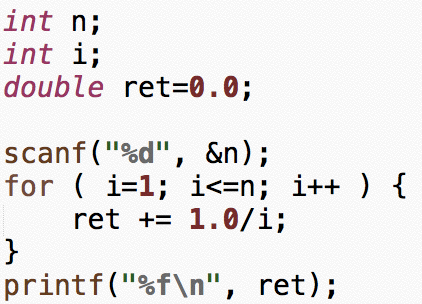 int n;
int i;
double ret=0.0;

scanf("%d", &n);
for ( i=1; i<=n; i++ ) {
    ret += 1.0/i;
}
printf("%f\n", ret);